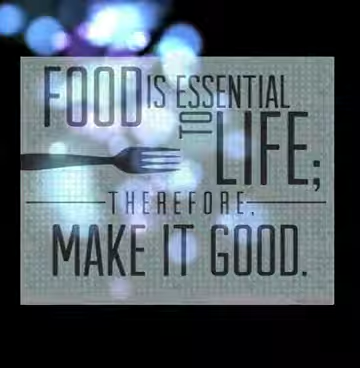 FOOD IS ESSENTIAL
TO LIFE;
THEREFORE,
MAKE IT GOOD.